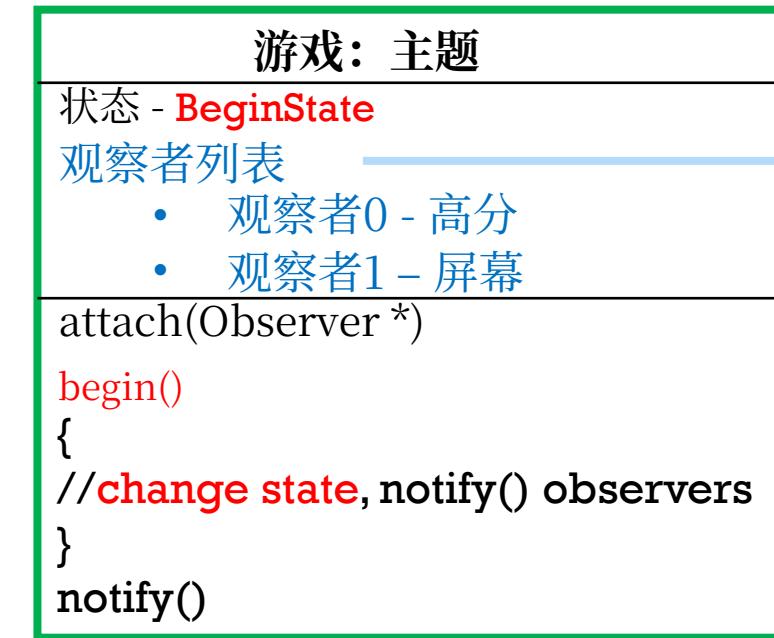 游戏：主题
状态 - BeginState
观察者列表
• 观察者0 - 高分
• 观察者1 – 屏幕
attach(Observer *)
begin()
{
//change state, notify() observers
}
notify()